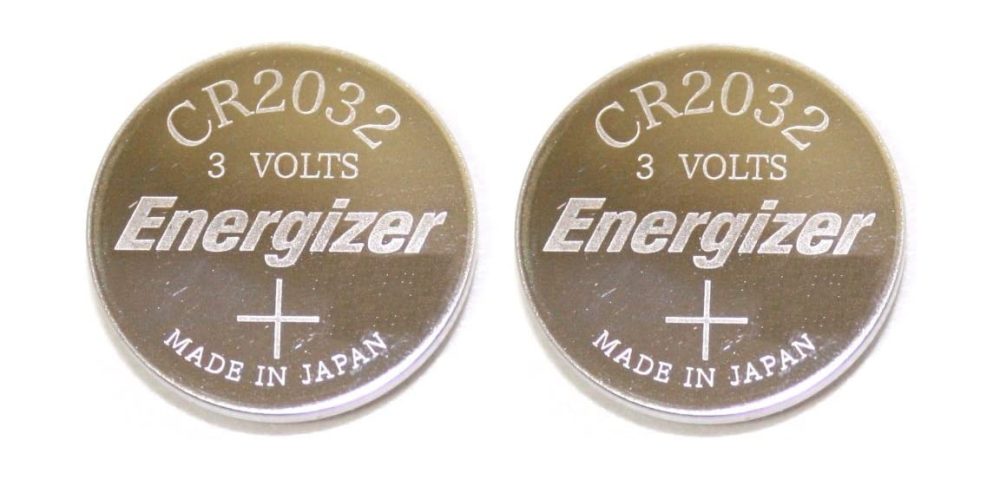 CR2032
3 VOLTS
Energizer
+
MADE IN JAPAN
CR2032
3 VOLTS
Energizer
+
MADE IN JAPAN